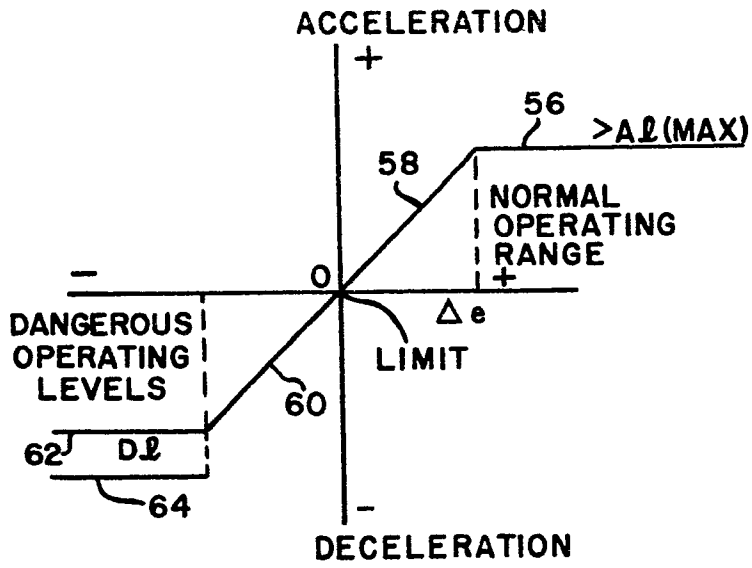 ACCELERATION
+
56
>Aℓ(MAX)
58
NORMAL
OPERATING
RANGE
−
0
+
Δe
DANGEROUS
OPERATING
LEVELS
LIMIT
60
62
Dℓ
64
−
DECELERATION